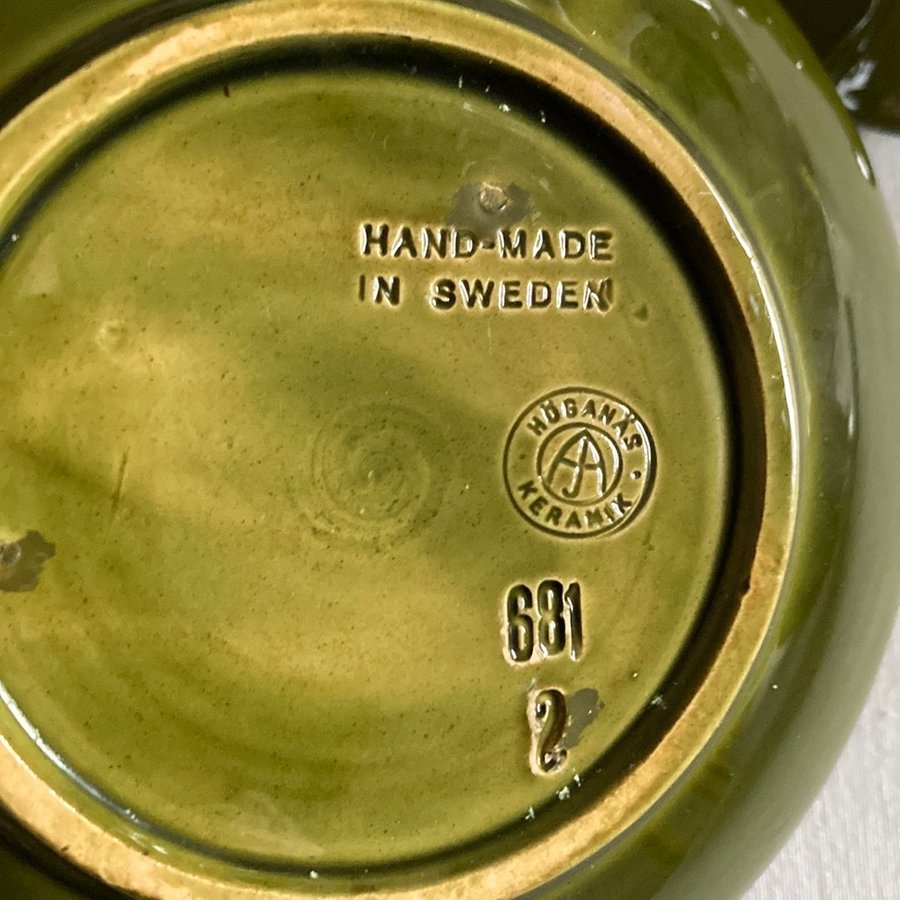 HAND-MADE
IN SWEDEN
HÖGANÄS
AJ
KERAMIK
681
2